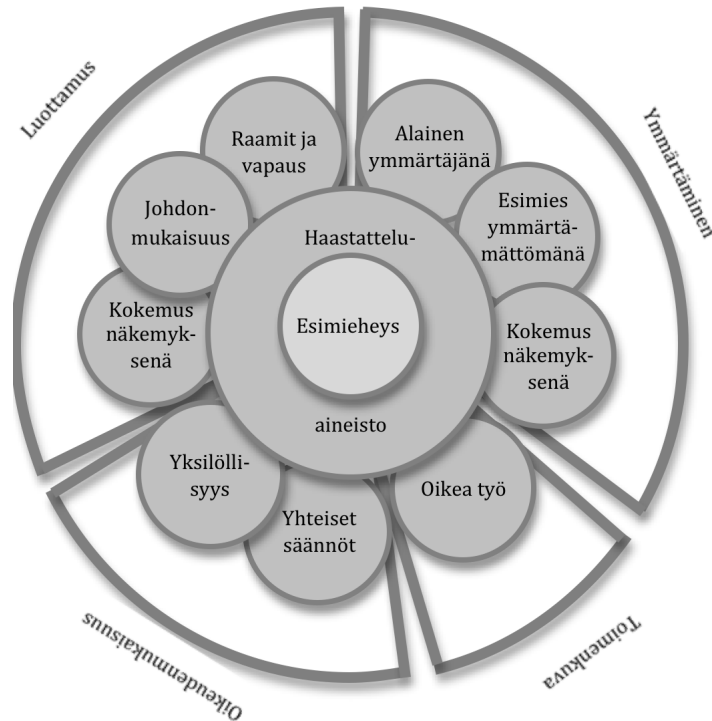 Luottamus
Raamit ja
vapaus
Johdon-
mukaisuus
Kokemus
näkemyk-
senä
Ymmärtäminen
Alainen
ymmärtäjänä
Esimies
ymmärtä-
mättömänä
Kokemus
näkemyk-
senä
Haastattelu-
aineisto
Esimieheys
Toimenkuva
Oikea työ
Oikeudenmukaisuus
Yhteiset
säännöt
Yksilölli-
syys